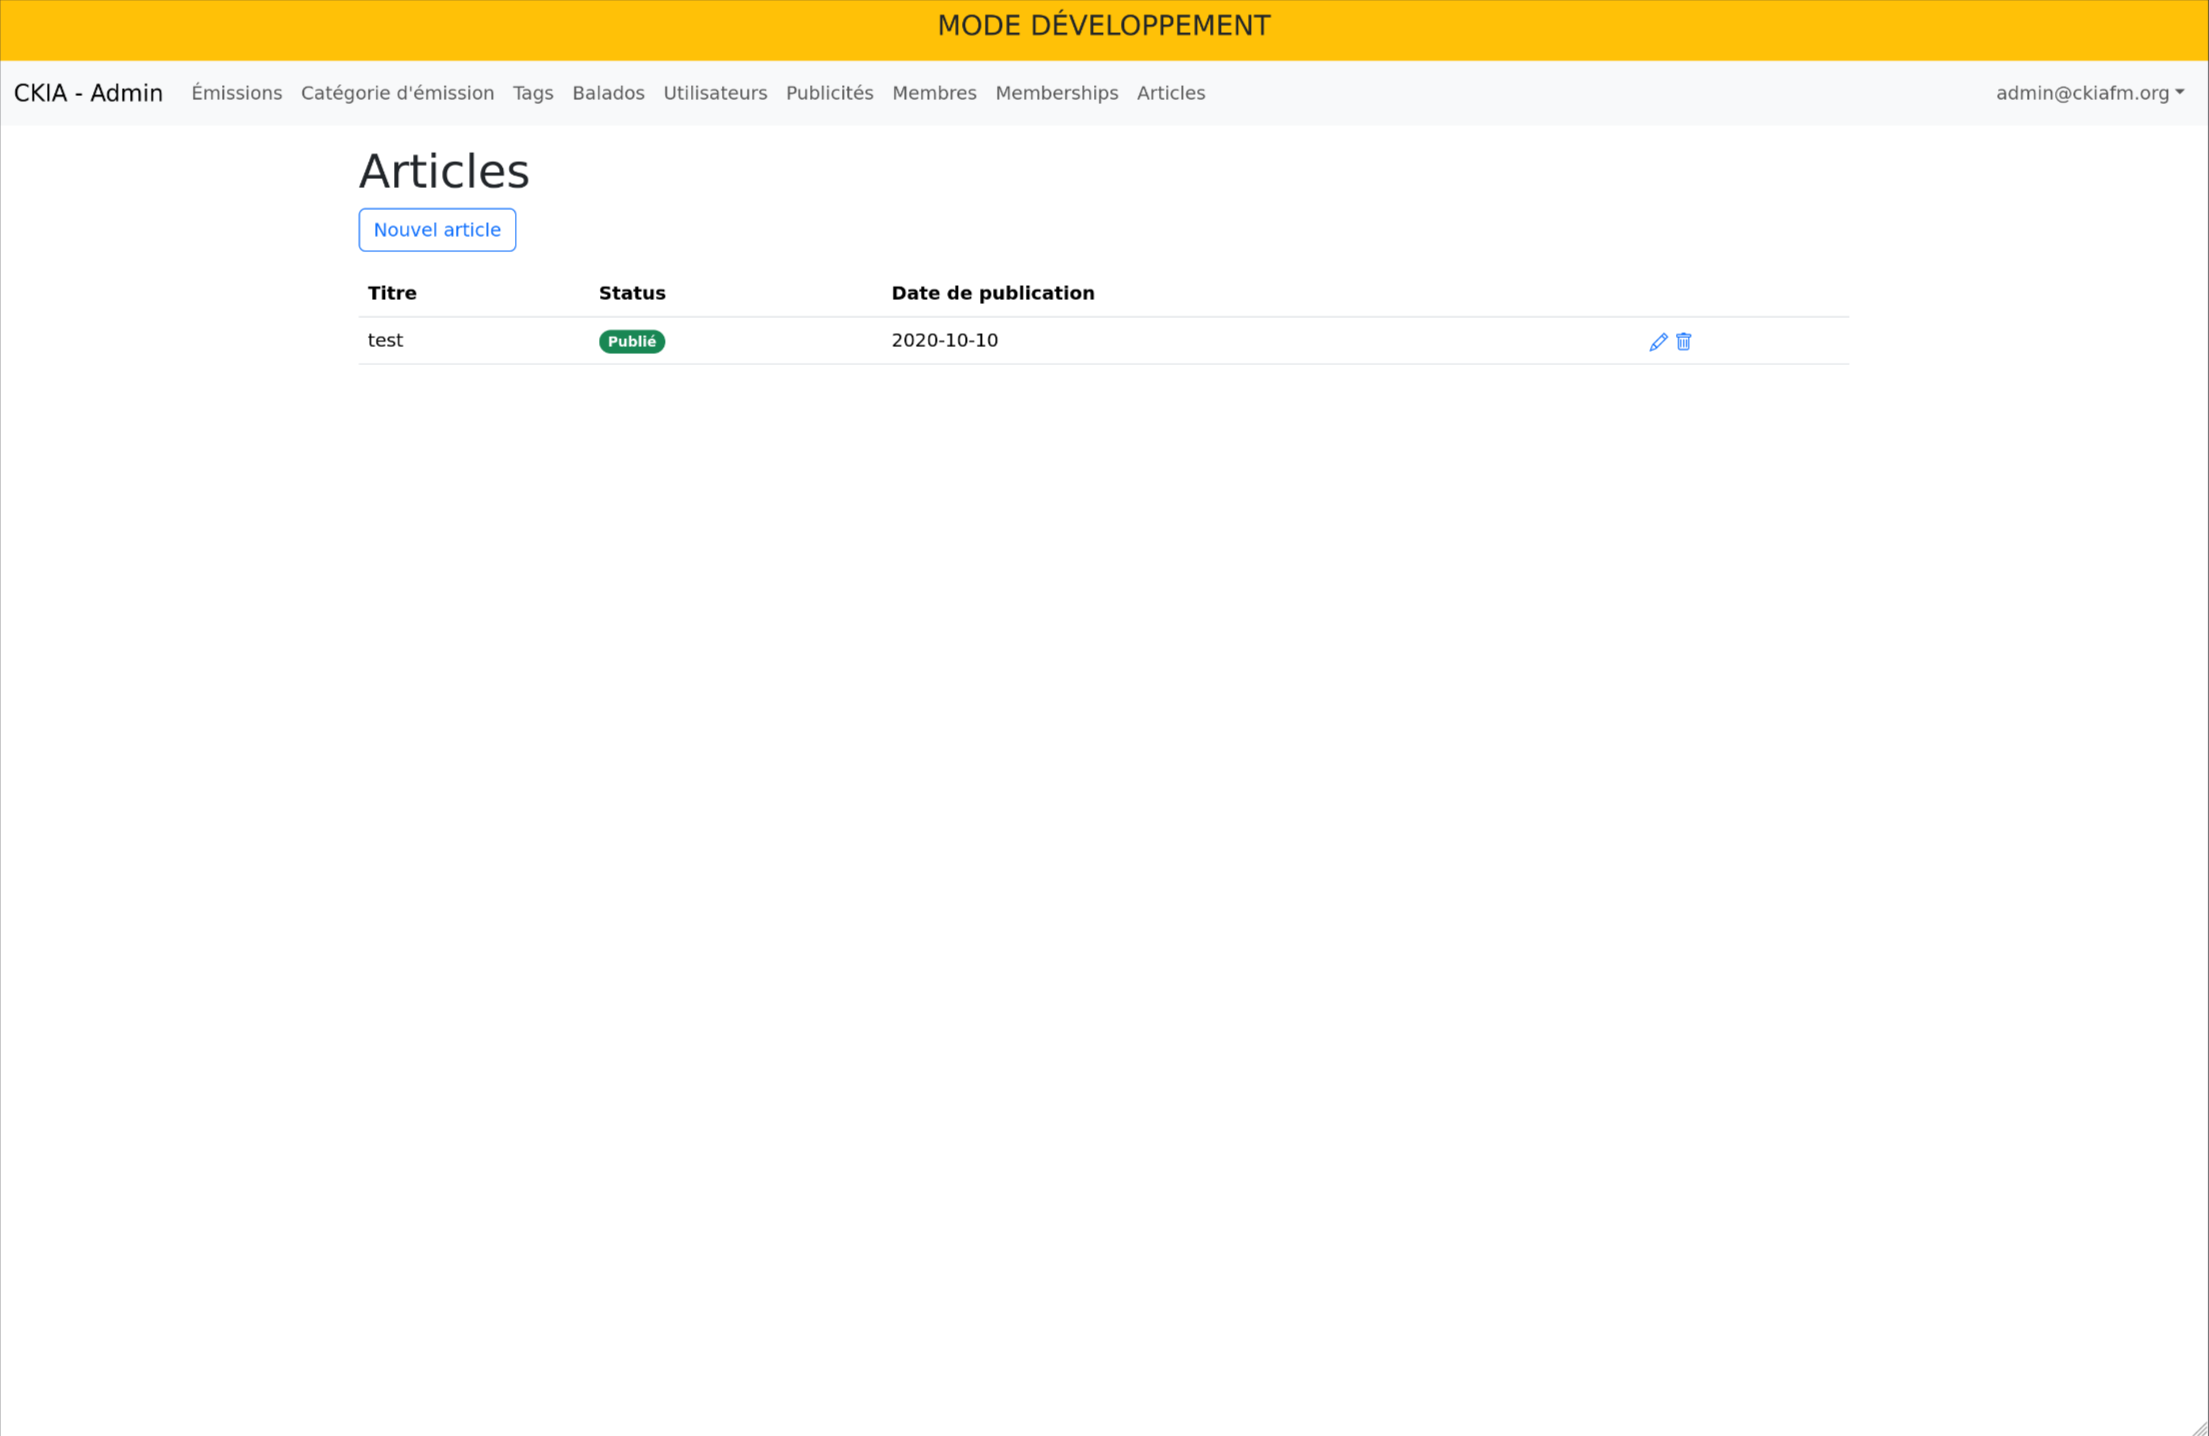 MODE DÉVELOPPEMENT
CKIA - Admin Émissions Catégorie d'émission Tags Balados Utilisateurs Publicités Membres Memberships Articles admin@ckiafm.org
Articles
Nouvel article
Titre Status Date de publication
test Publié 2020-10-10